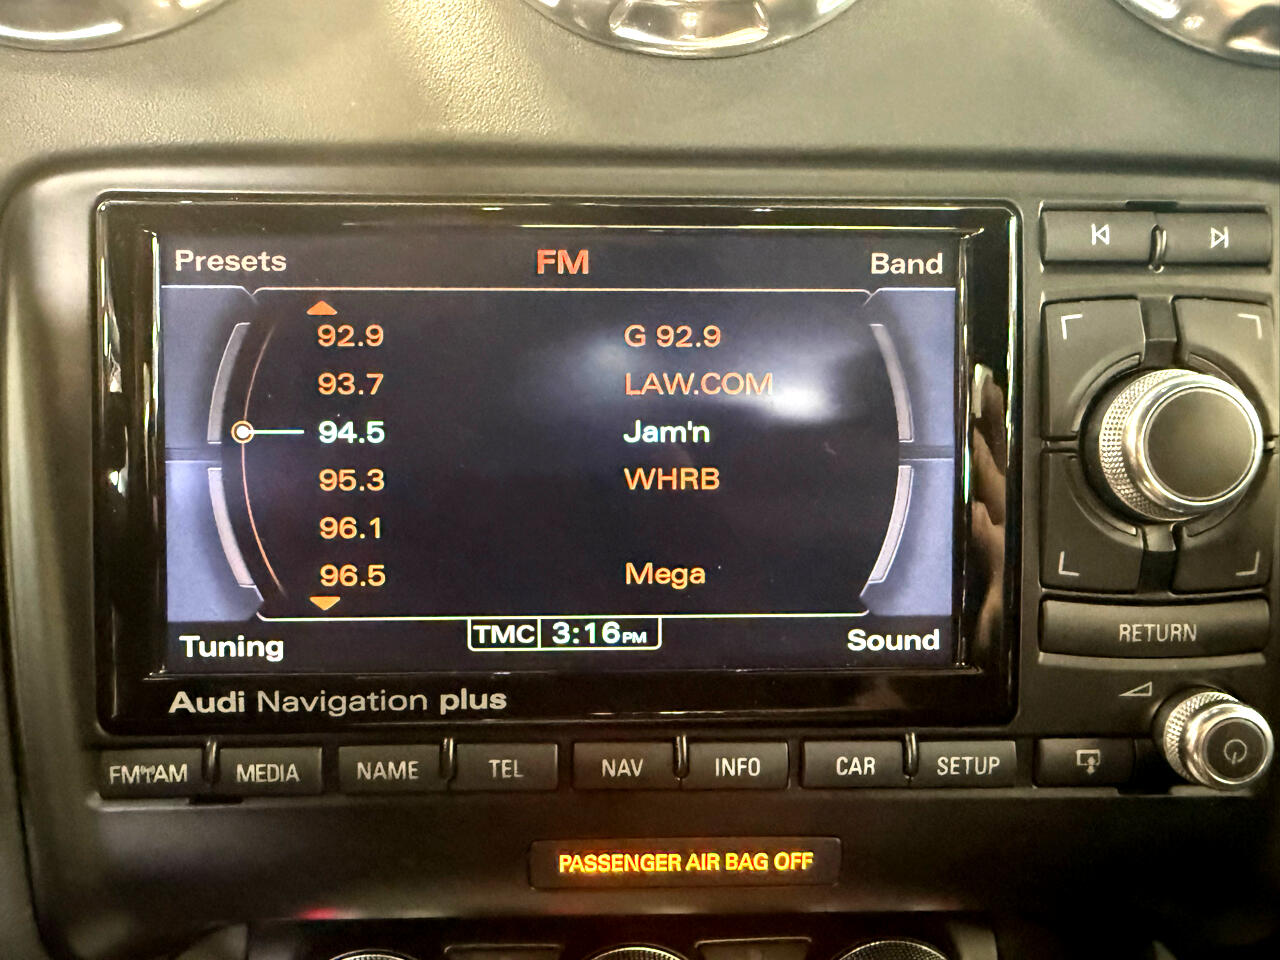 Presets FM Band
92.9 G 92.9
93.7 LAW.COM
94.5 Jam'n
95.3 WHRB
96.1
96.5 Mega
Tuning TMC 3:16PM Sound
Audi Navigation plus
RETURN
FM AM MEDIA NAME TEL NAV INFO CAR SETUP
PASSENGER AIR BAG OFF